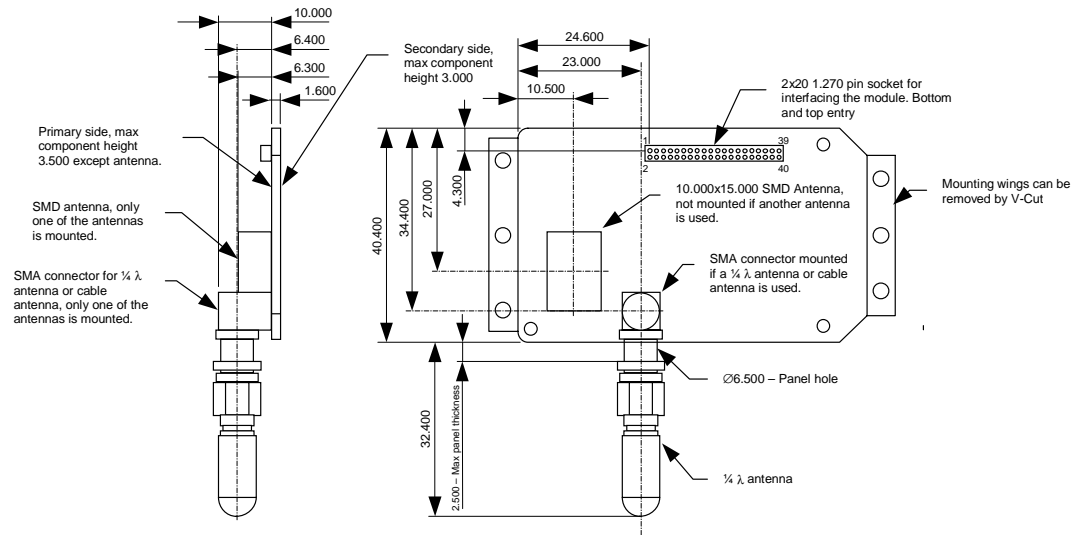 10.000
6.400
6.300
1.600
Secondary side,
max component
height 3.000
Primary side, max
component height
3.500 except antenna.
SMD antenna, only
one of the antennas
is mounted.
SMA connector for ¼ λ
antenna or cable
antenna, only one of the
antennas is mounted.
24.600
23.000
10.500
2x20 1.270 pin socket for
interfacing the module. Bottom
and top entry
1
39
2
40
4.300
27.000
34.400
40.400
10.000x15.000 SMD Antenna,
not mounted if another antenna
is used.
Mounting wings can be
removed by V-Cut
SMA connector mounted
if a ¼ λ antenna or cable
antenna is used.
Ø6.500 – Panel hole
32.400
2.500 – Max panel thickness
¼ λ antenna